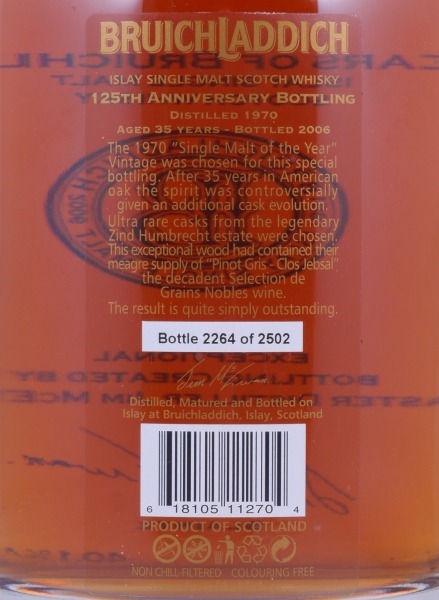 BRUICHLADDICH
ISLAY SINGLE MALT SCOTCH WHISKY
125TH ANNIVERSARY BOTTLING
DISTILLED 1970
AGED 35 YEARS - BOTTLED 2006
The 1970 "Single Malt of the Year"
Vintage was chosen for this special
bottling. After 35 years in American
oak the spirit was controversially
given an additional cask evolution.
Ultra rare casks from the legendary
Zind Humbrecht estate were chosen.
This exceptional wood had contained their
meagre supply of "Pinot Gris - Clos Jebsal"
the decadent Selection de
Grains Nobles wine.
The result is quite simply outstanding.
Bottle 2264 of 2502
Jim McEwan
Distilled, Matured and Bottled on
Islay at Bruichladdich, Islay, Scotland
6 18105 11270 4
PRODUCT OF SCOTLAND
NON CHILL-FILTERED COLOURING FREE